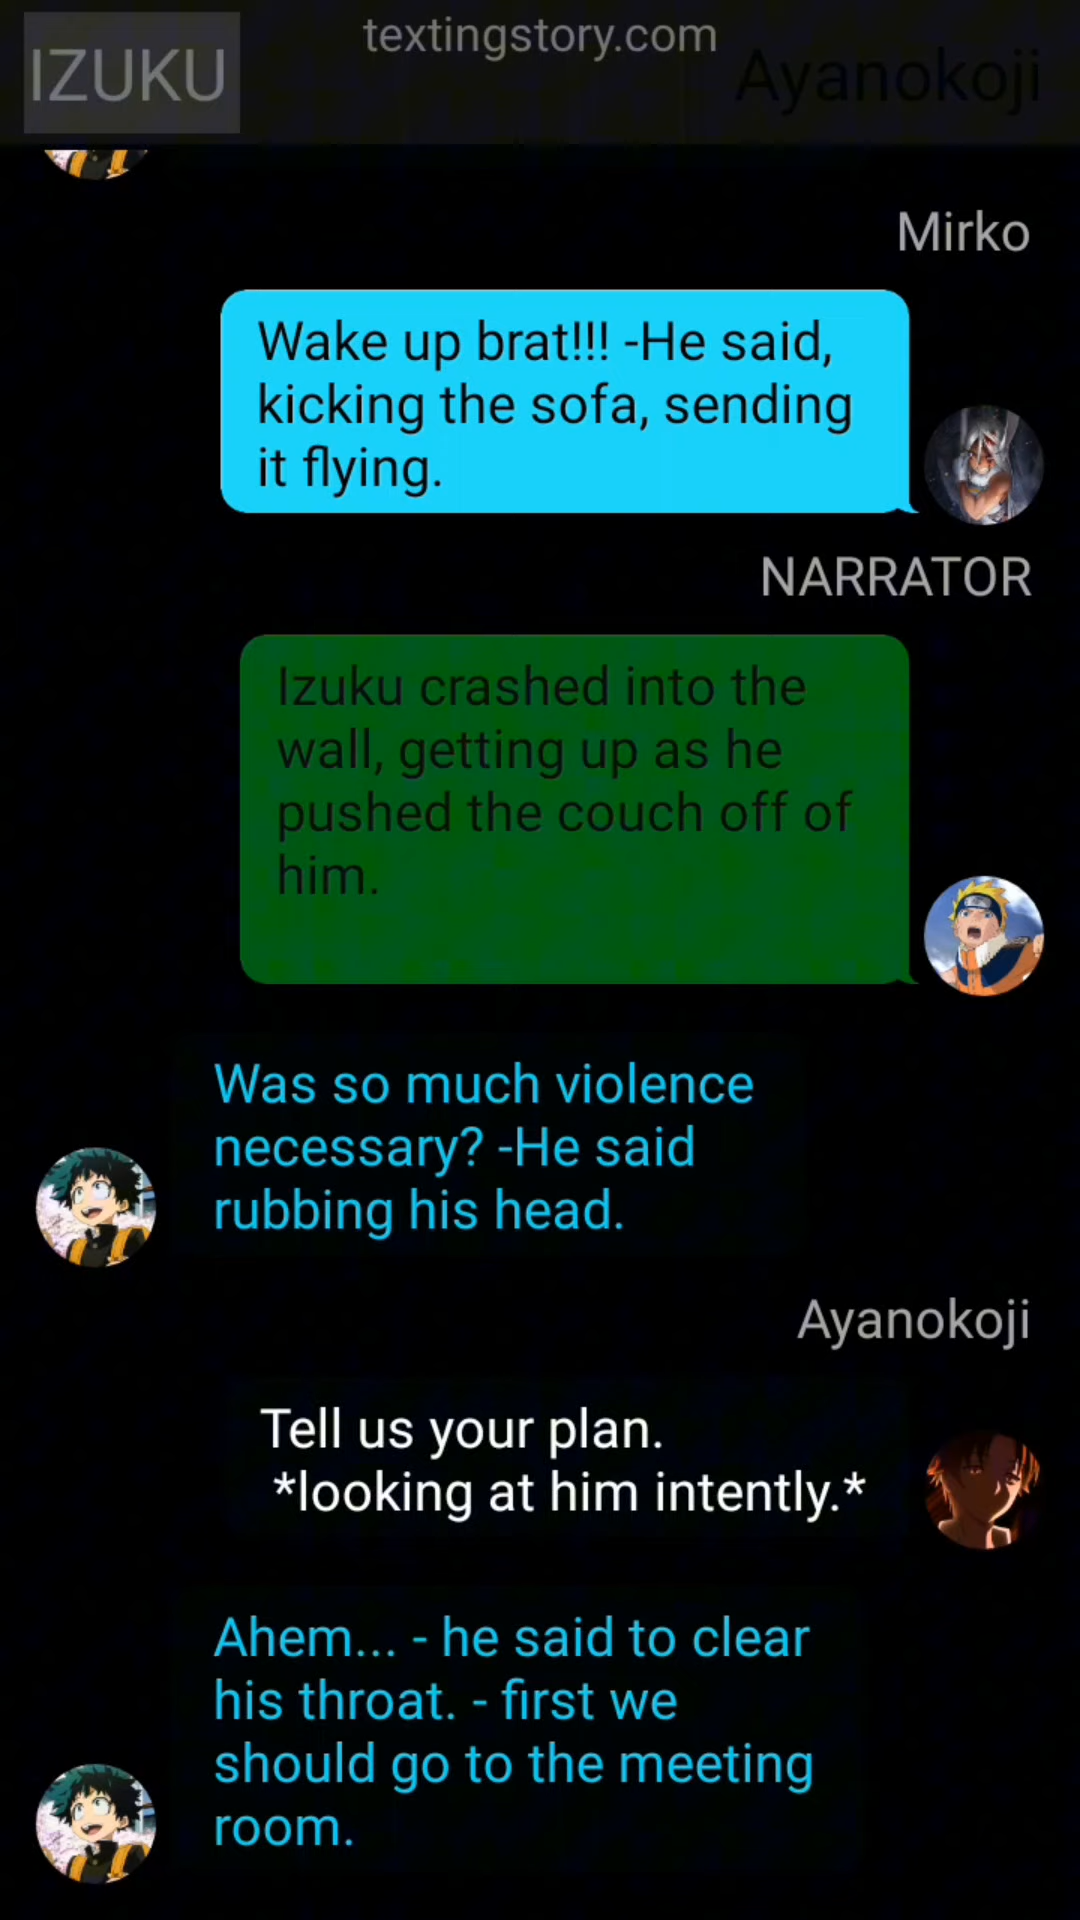 textingstory.com
IZUKU
Ayanokoji
Mirko
Wake up brat!!! -He said,
kicking the sofa, sending
it flying.
NARRATOR
Izuku crashed into the
wall, getting up as he
pushed the couch off of
him.
Was so much violence
necessary? -He said
rubbing his head.
Ayanokoji
Tell us your plan.
*looking at him intently.*
Ahem... - he said to clear
his throat. - first we
should go to the meeting
room.